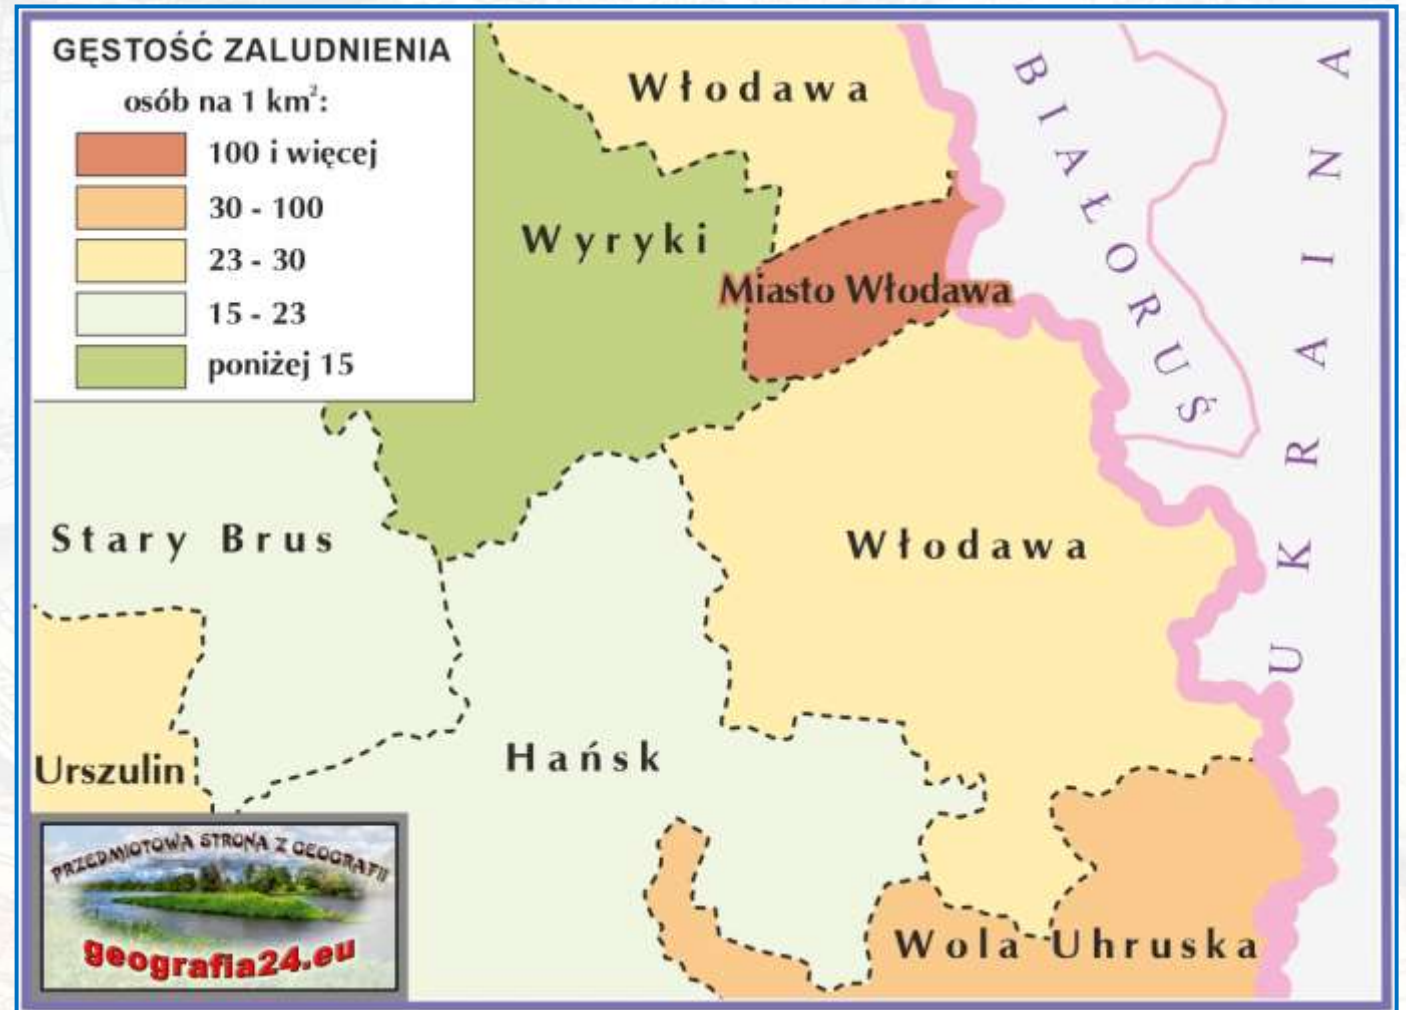 GĘSTOŚĆ ZALUDNIENIA
osób na 1 km²:
100 i więcej
30 - 100
23 - 30
15 - 23
poniżej 15
Włodawa
Wyryki
Miasto Włodawa
BIAŁORUŚ
UKRAINA
Stary Brus
Włodawa
Urszulin
Hańsk
Wola Uhruska
PRZEDMIOTOWA STRONA Z GEOGRAFII
geografia24.eu